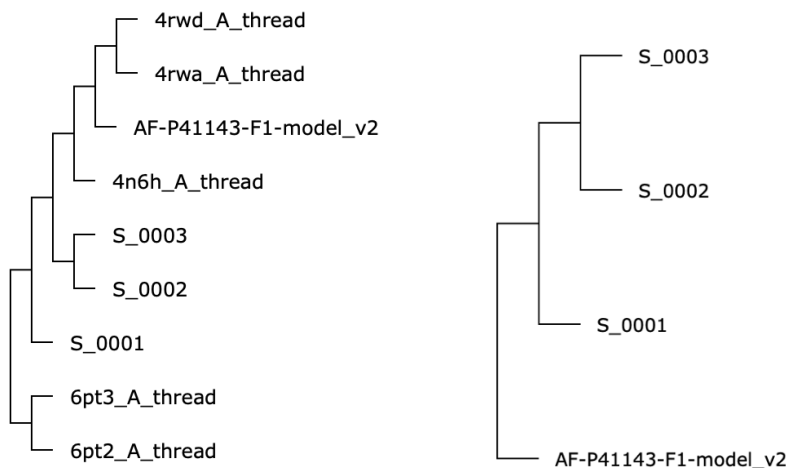 4rwd_A_thread
4rwa_A_thread
AF-P41143-F1-model_v2
4n6h_A_thread
S_0003
S_0002
S_0001
6pt3_A_thread
6pt2_A_thread
S_0003
S_0002
S_0001
AF-P41143-F1-model_v2